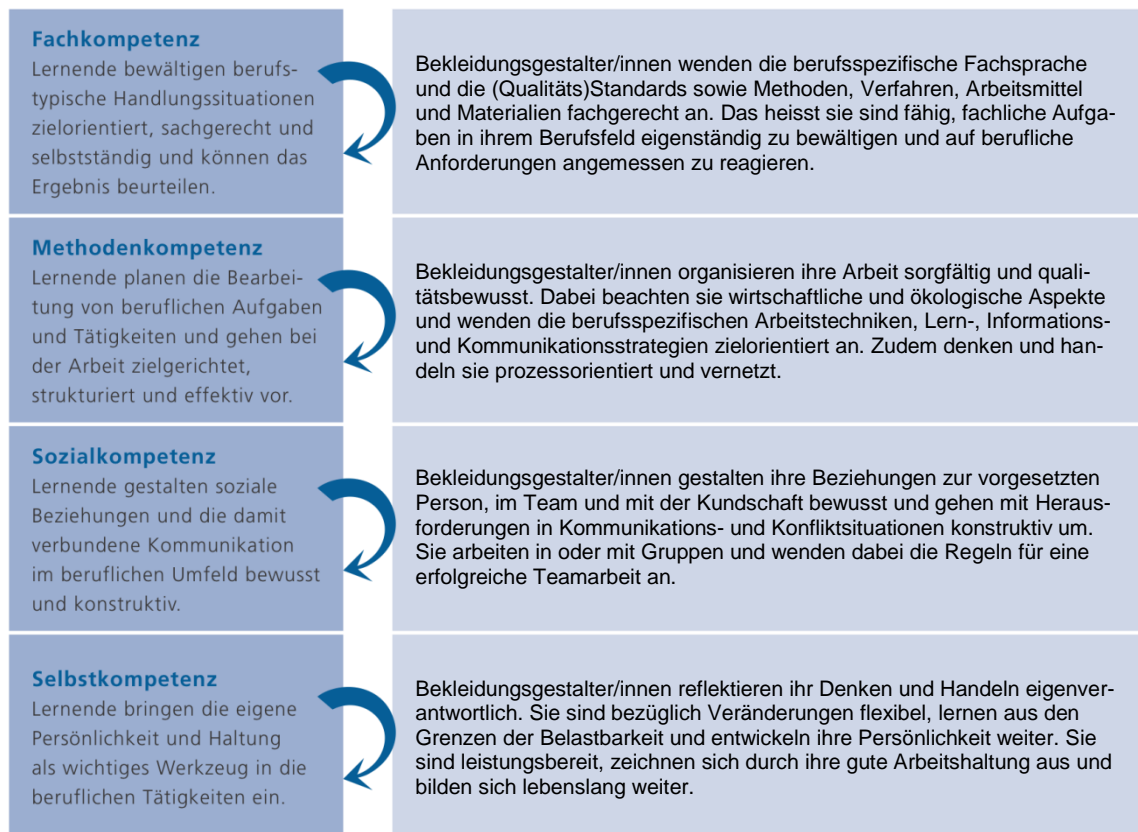 Fachkompetenz
Lernende bewältigen berufs-
typische Handlungssituationen
zielorientiert, sachgerecht und
selbstständig und können das
Ergebnis beurteilen.
Bekleidungsgestalter/innen wenden die berufsspezifische Fachsprache
und die (Qualitäts)Standards sowie Methoden, Verfahren, Arbeitsmittel
und Materialien fachgerecht an. Das heisst sie sind fähig, fachliche Aufga-
ben in ihrem Berufsfeld eigenständig zu bewältigen und auf berufliche
Anforderungen angemessen zu reagieren.
Methodenkompetenz
Lernende planen die Bearbei-
tung von beruflichen Aufgaben
und Tätigkeiten und gehen bei
der Arbeit zielgerichtet,
strukturiert und effektiv vor.
Bekleidungsgestalter/innen organisieren ihre Arbeit sorgfältig und quali-
tätsbewusst. Dabei beachten sie wirtschaftliche und ökologische Aspekte
und wenden die berufsspezifischen Arbeitstechniken, Lern-, Informations-
und Kommunikationsstrategien zielorientiert an. Zudem denken und han-
deln sie prozessorientiert und vernetzt.
Sozialkompetenz
Lernende gestalten soziale
Beziehungen und die damit
verbundene Kommunikation
im beruflichen Umfeld bewusst
und konstruktiv.
Bekleidungsgestalter/innen gestalten ihre Beziehungen zur vorgesetzten
Person, im Team und mit der Kundschaft bewusst und gehen mit Heraus-
forderungen in Kommunikations- und Konfliktsituationen konstruktiv um.
Sie arbeiten in oder mit Gruppen und wenden dabei die Regeln für eine
erfolgreiche Teamarbeit an.
Selbstkompetenz
Lernende bringen die eigene
Persönlichkeit und Haltung
als wichtiges Werkzeug in die
beruflichen Tätigkeiten ein.
Bekleidungsgestalter/innen reflektieren ihr Denken und Handeln eigenver-
antwortlich. Sie sind bezüglich Veränderungen flexibel, lernen aus den
Grenzen der Belastbarkeit und entwickeln ihre Persönlichkeit weiter. Sie
sind leistungsbereit, zeichnen sich durch ihre gute Arbeitshaltung aus und
bilden sich lebenslang weiter.